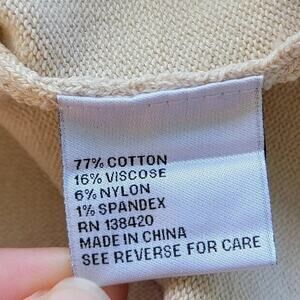 77% COTTON
16% VISCOSE
6% NYLON
1% SPANDEX
RN 138420
MADE IN CHINA
SEE REVERSE FOR CARE